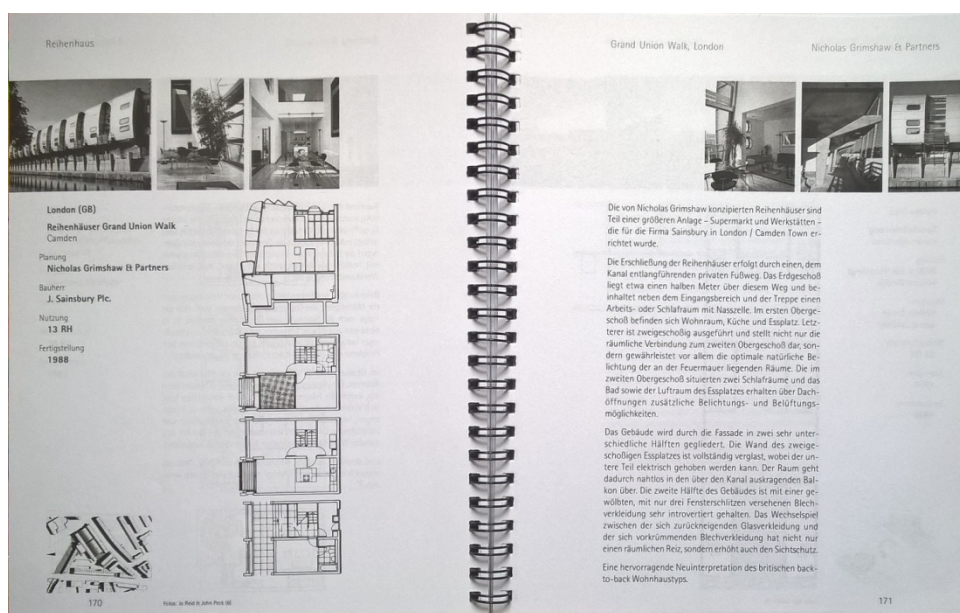 Reihenhaus
London (GB)
Reihenhäuser Grand Union Walk
Camden
Planung
Nicholas Grimshaw & Partners
Bauherr
J. Sainsbury Plc.
Nutzung
13 RH
Fertigstellung
1988
170
Fotos: Jo Reid & John Peck (6)
Grand Union Walk, London
Nicholas Grimshaw & Partners
Die von Nicholas Grimshaw konzipierten Reihenhäuser sind
Teil einer größeren Anlage – Supermarkt und Werkstätten –
die für die Firma Sainsbury in London / Camden Town er-
richtet wurde.
Die Erschließung der Reihenhäuser erfolgt durch einen, dem
Kanal entlangführenden privaten Fußweg. Das Erdgeschoß
liegt etwa einen halben Meter über diesem Weg und be-
inhaltet neben dem Eingangsbereich und der Treppe einen
Arbeits- oder Schlafraum mit Nasszelle. Im ersten Oberge-
schoß befinden sich Wohnraum, Küche und Essplatz. Letz-
terer ist zweigeschoßig ausgeführt und stellt nicht nur die
räumliche Verbindung zum zweiten Obergeschoß dar, son-
dern gewährleistet vor allem die optimale natürliche Be-
lichtung der an der Feuermauer liegenden Räume. Die im
zweiten Obergeschoß situierten zwei Schlafräume und das
Bad sowie der Luftraum des Essplatzes erhalten über Dach-
öffnungen zusätzliche Belichtungs- und Belüftungs-
möglichkeiten.
Das Gebäude wird durch die Fassade in zwei sehr unter-
schiedliche Hälften gegliedert. Die Wand des zweige-
schoßigen Essplatzes ist vollständig verglast, wobei der un-
tere Teil elektrisch gehoben werden kann. Der Raum geht
dadurch nahtlos in den über den Kanal auskragenden Bal-
kon über. Die zweite Hälfte des Gebäudes ist mit einer ge-
wölbten, mit nur drei Fensterschlitzen versehenen Blech-
verkleidung sehr introvertiert gehalten. Das Wechselspiel
zwischen der sich zurückneigenden Glasverkleidung und
der sich vorkrümmenden Blechverkleidung hat nicht nur
einen räumlichen Reiz, sondern erhöht auch den Sichtschutz.
Eine hervorragende Neuinterpretation des britischen back-
to-back Wohnhaustyps.
171